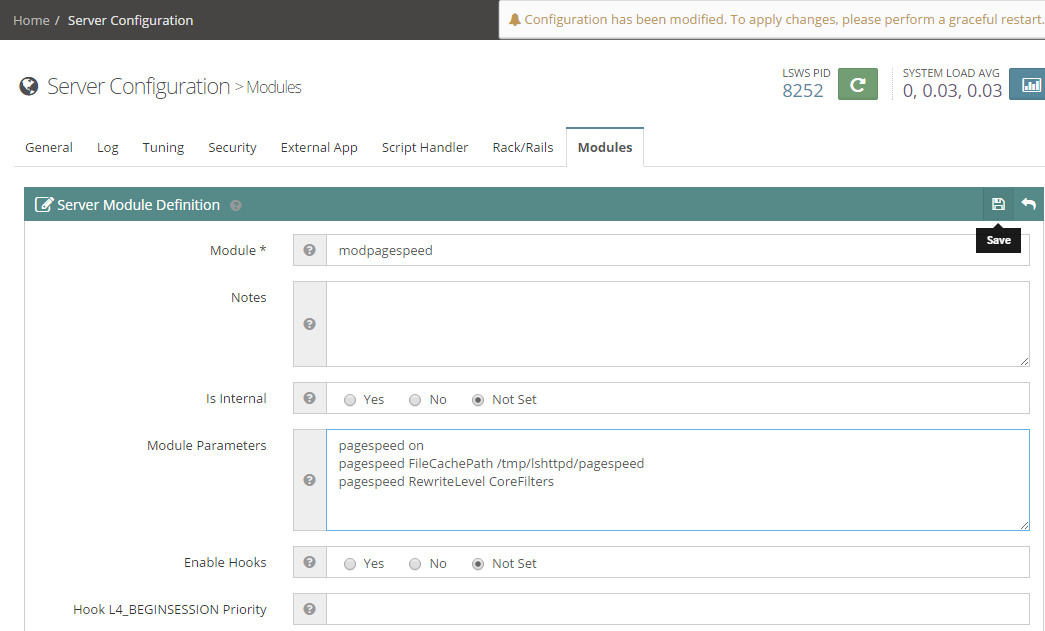 Home / Server Configuration
Configuration has been modified. To apply changes, please perform a graceful restart.
Server Configuration > Modules
LSWS PID
8252
SYSTEM LOAD AVG
0, 0.03, 0.03
General Log Tuning Security External App Script Handler Rack/Rails Modules
Server Module Definition ?
Save
Module * ? modpagespeed
Notes ?
Is Internal ? Yes No Not Set
Module Parameters ? pagespeed on
pagespeed FileCachePath /tmp/lshttpd/pagespeed
pagespeed RewriteLevel CoreFilters
Enable Hooks ? Yes No Not Set
Hook L4_BEGINSESSION Priority ?